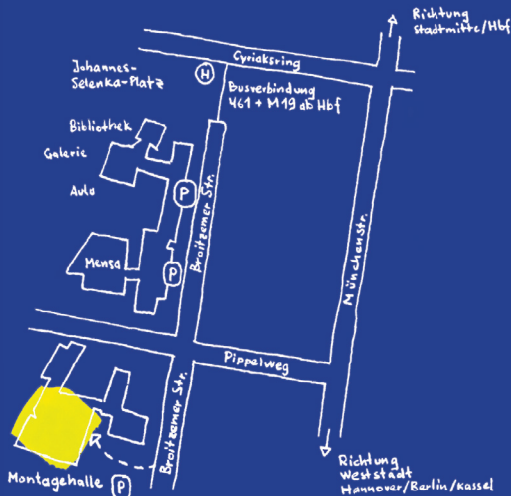 Richtung
Stadtmitte/Hbf
Cyriaksring
Johannes-
Selenka-Platz
H
Busverbindung
461 + M19 ab Hbf
Bibliothek
Galerie
Aula
P
Broitzemer Str.
Münchenstr.
Mensa
P
Pippelweg
Broitzemer Str.
Montagehalle
P
Richtung
Weststadt
Hannover/Berlin/Kassel